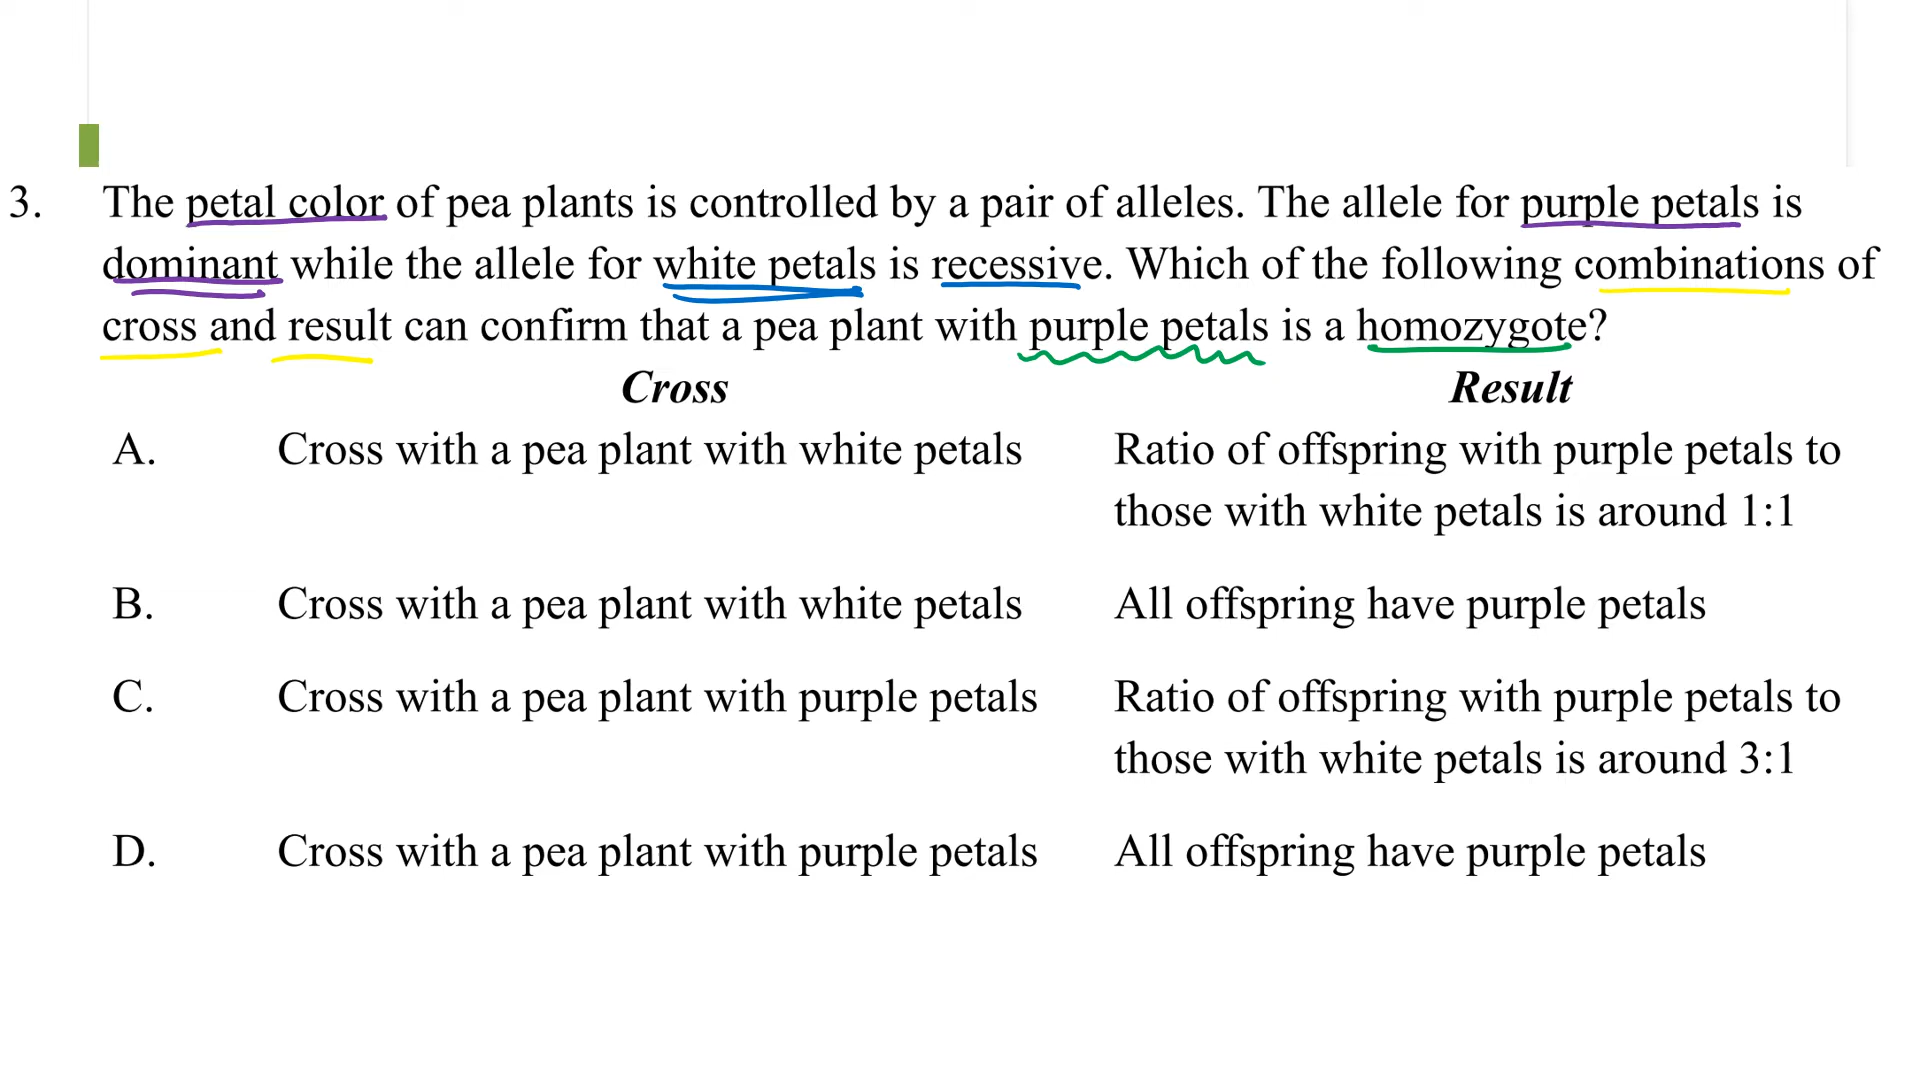 3. The petal color of pea plants is controlled by a pair of alleles. The allele for purple petals is
dominant while the allele for white petals is recessive. Which of the following combinations of
cross and result can confirm that a pea plant with purple petals is a homozygote?
Cross Result
A. Cross with a pea plant with white petals Ratio of offspring with purple petals to
those with white petals is around 1:1
B. Cross with a pea plant with white petals All offspring have purple petals
C. Cross with a pea plant with purple petals Ratio of offspring with purple petals to
those with white petals is around 3:1
D. Cross with a pea plant with purple petals All offspring have purple petals